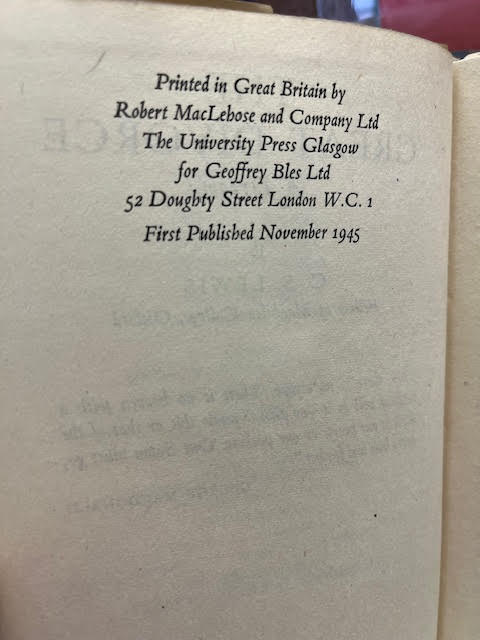 Printed in Great Britain by
Robert MacLehose and Company Ltd
The University Press Glasgow
for Geoffrey Bles Ltd
52 Doughty Street London W.C. 1
First Published November 1945